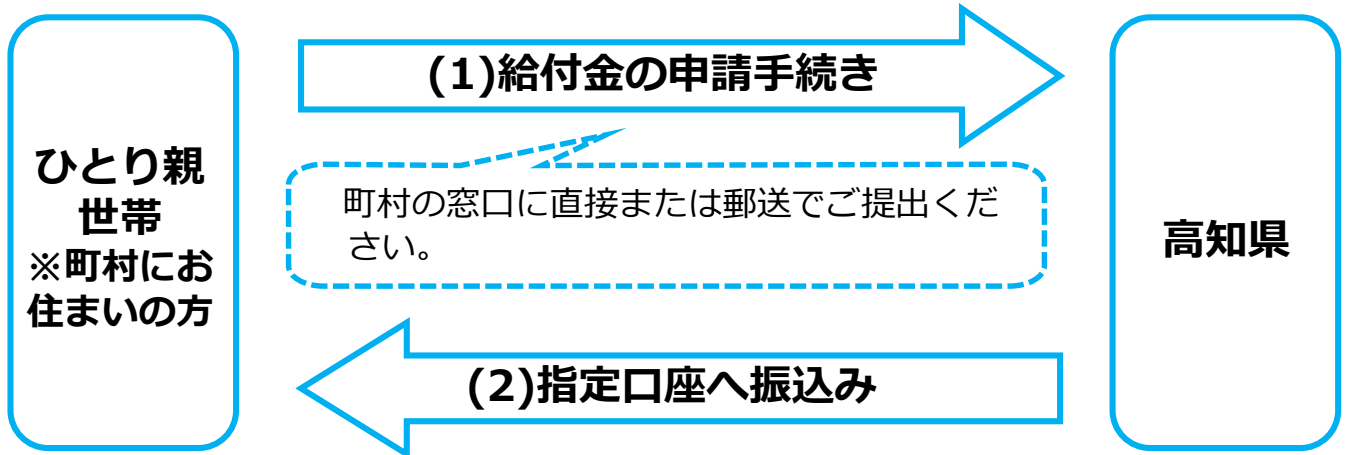 ひとり親
世帯
※町村にお
住まいの方
(1)給付金の申請手続き
町村の窓口に直接または郵送でご提出くだ
さい。
(2)指定口座へ振込み
高知県